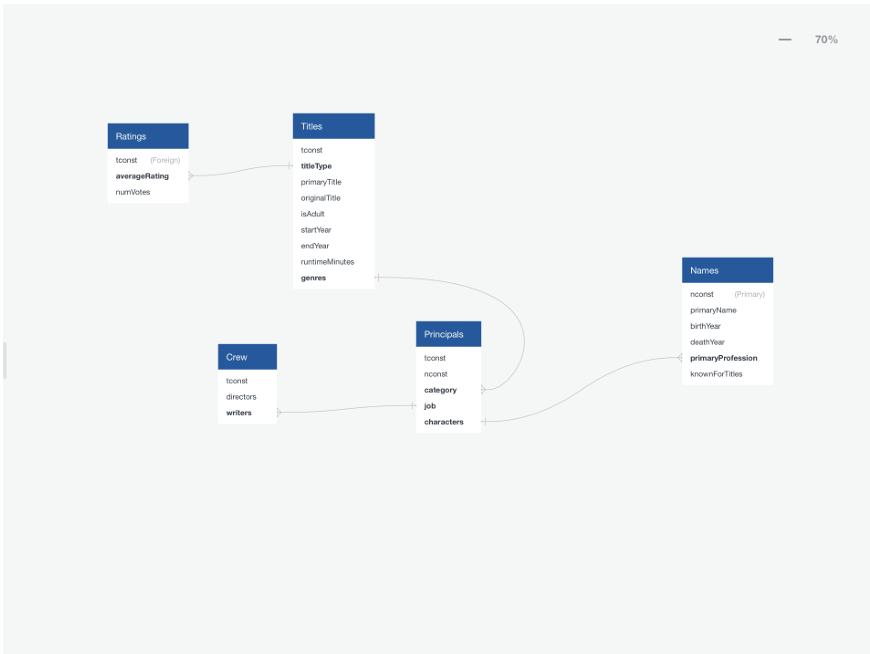 70%
Ratings
tconst (Foreign)
averageRating
numVotes
Titles
tconst
titleType
primaryTitle
originalTitle
isAdult
startYear
endYear
runtimeMinutes
genres
Names
nconst (Primary)
primaryName
birthYear
deathYear
primaryProfession
knownForTitles
Principals
tconst
nconst
category
job
characters
Crew
tconst
directors
writers